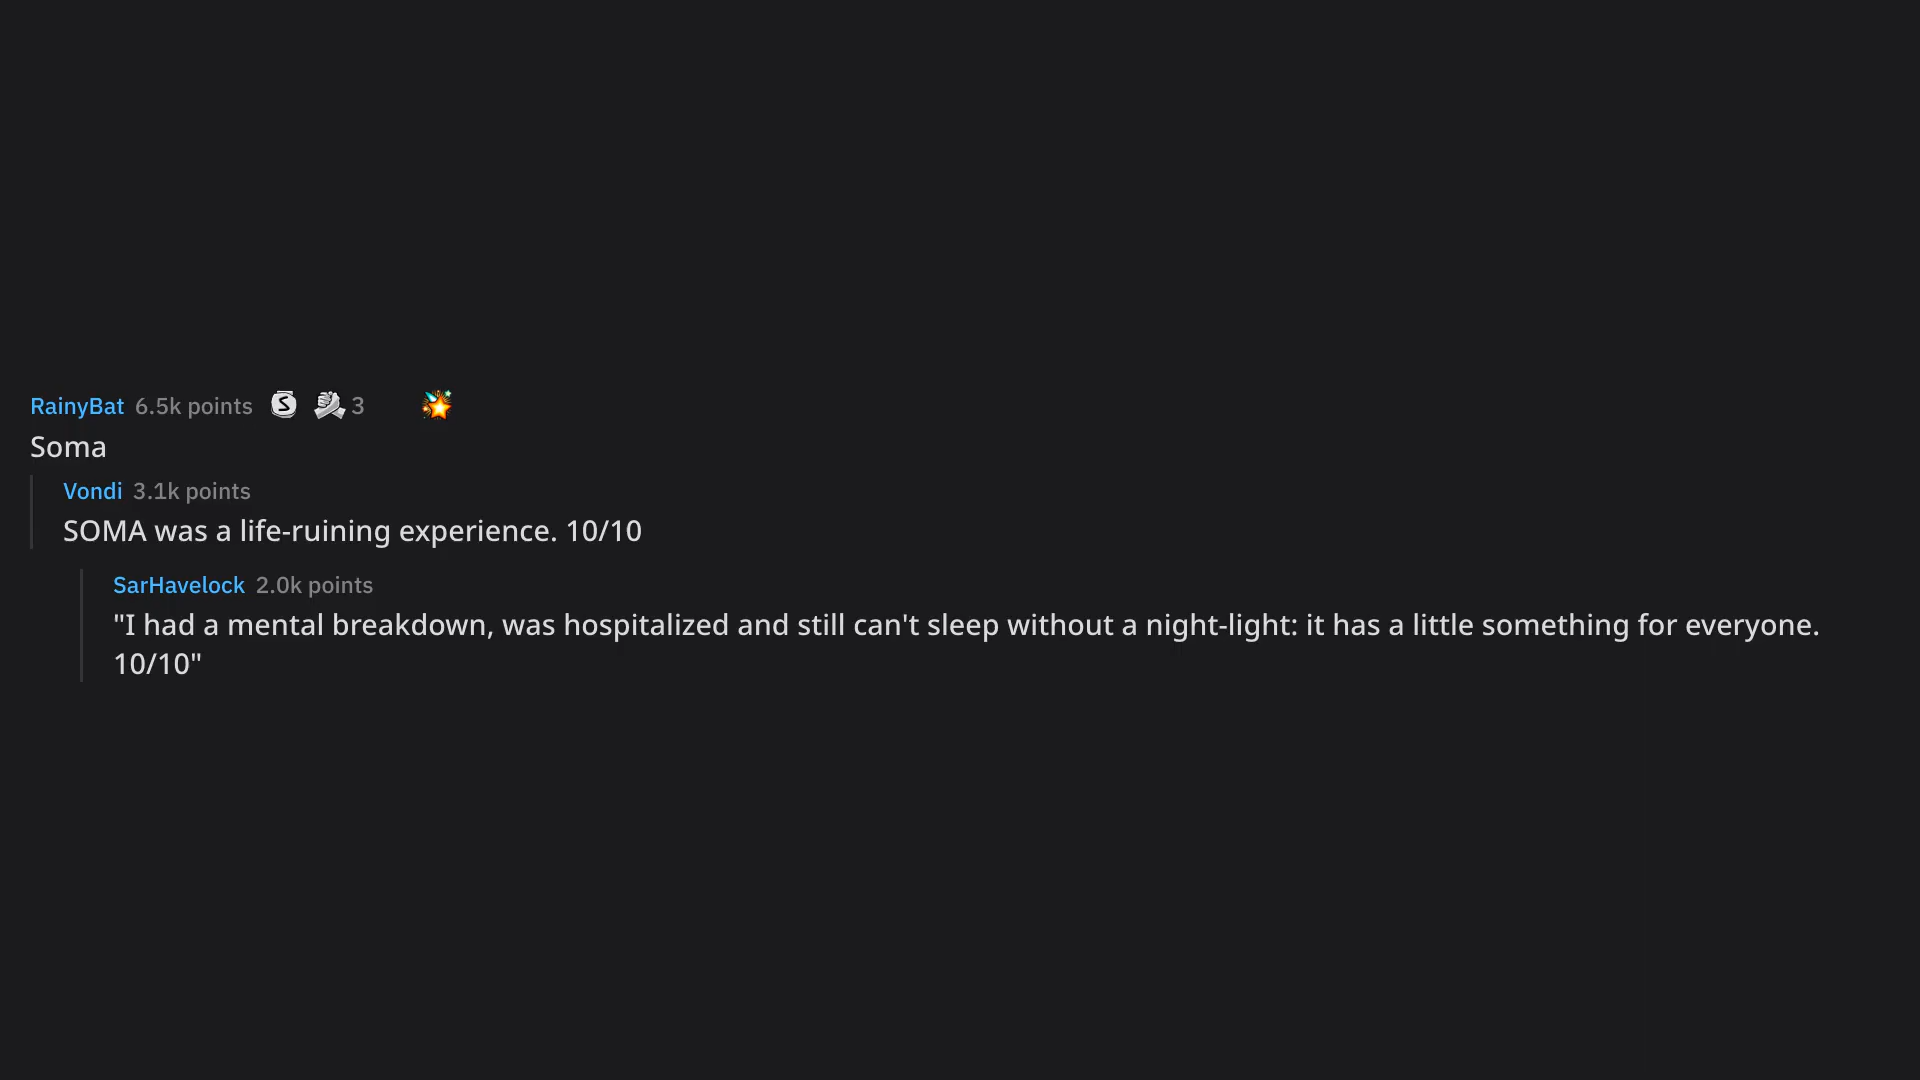 RainyBat 6.5k points 3
Soma
Vondi 3.1k points
SOMA was a life-ruining experience. 10/10
SarHavelock 2.0k points
"I had a mental breakdown, was hospitalized and still can't sleep without a night-light: it has a little something for everyone.
10/10"